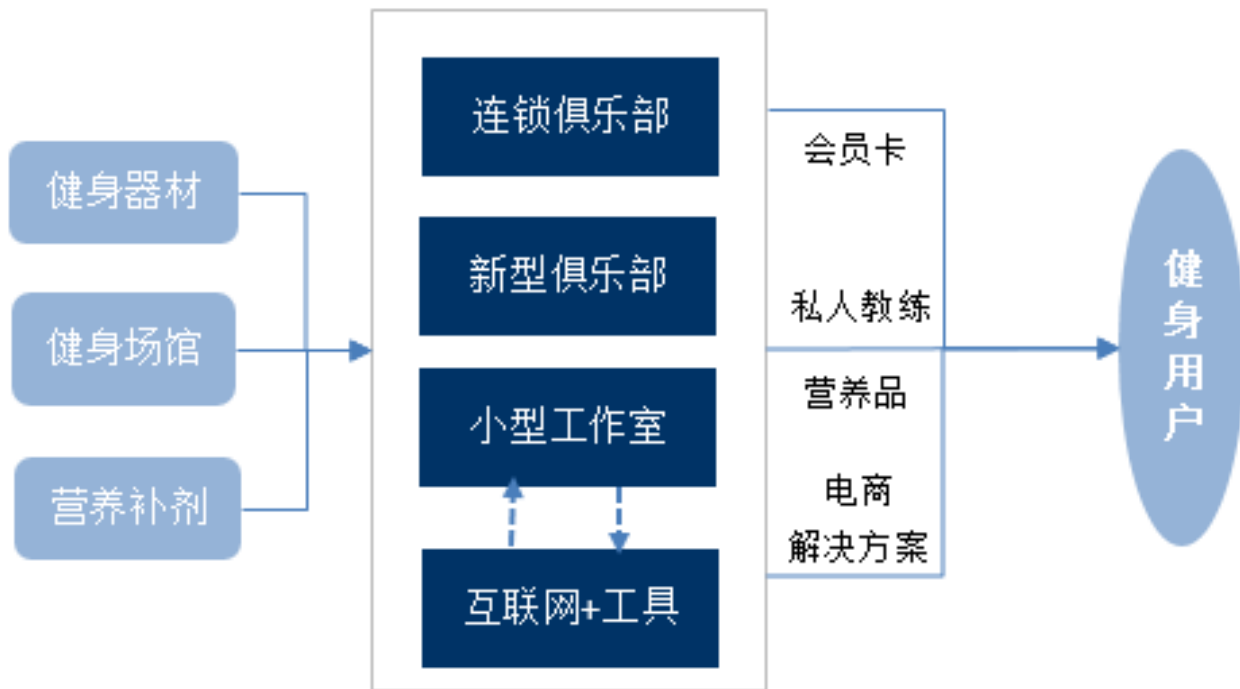 健身器材
健身场馆
营养补剂
连锁俱乐部
新型俱乐部
小型工作室
互联网+工具
会员卡
私人教练
营养品
电商
解决方案
健
身
用
户